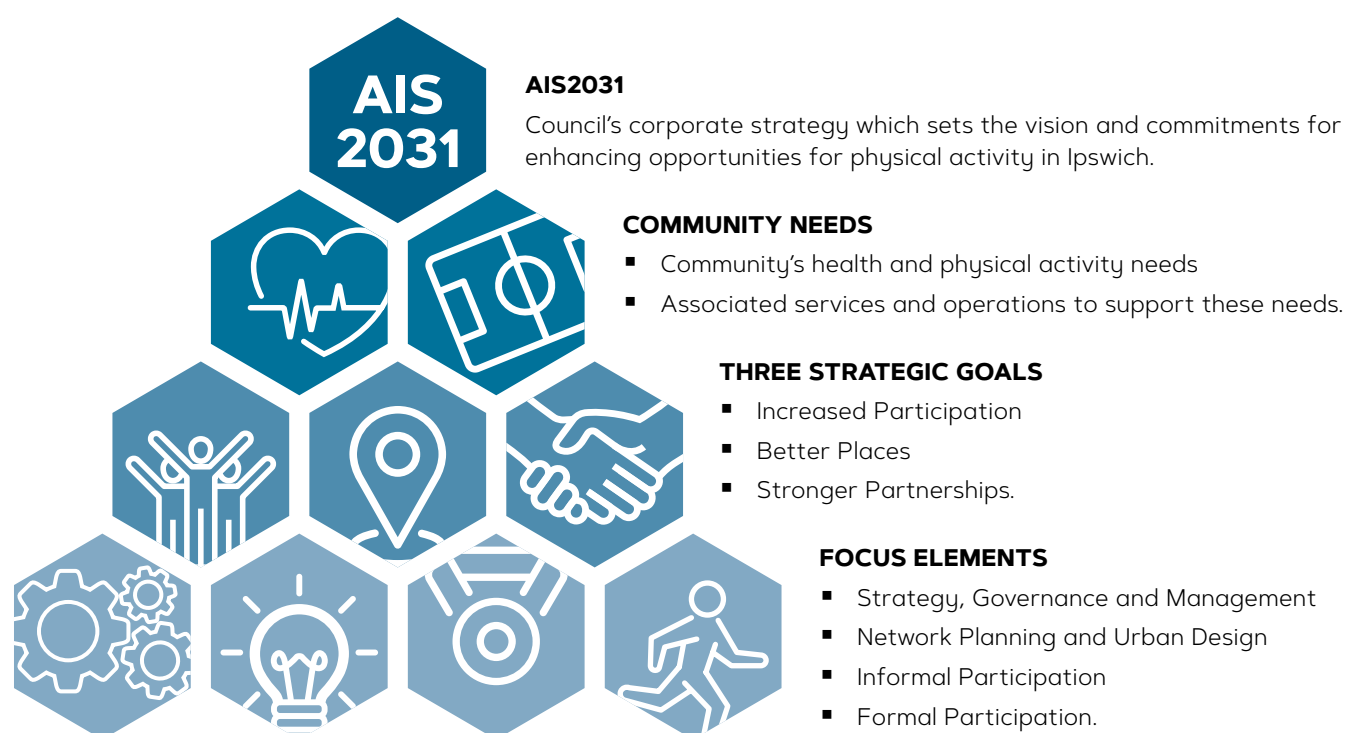 AIS
2031
AIS2031
Council's corporate strategy which sets the vision and commitments for
enhancing opportunities for physical activity in Ipswich.
COMMUNITY NEEDS
▪ Community's health and physical activity needs
▪ Associated services and operations to support these needs.
THREE STRATEGIC GOALS
▪ Increased Participation
▪ Better Places
▪ Stronger Partnerships.
FOCUS ELEMENTS
▪ Strategy, Governance and Management
▪ Network Planning and Urban Design
▪ Informal Participation
▪ Formal Participation.